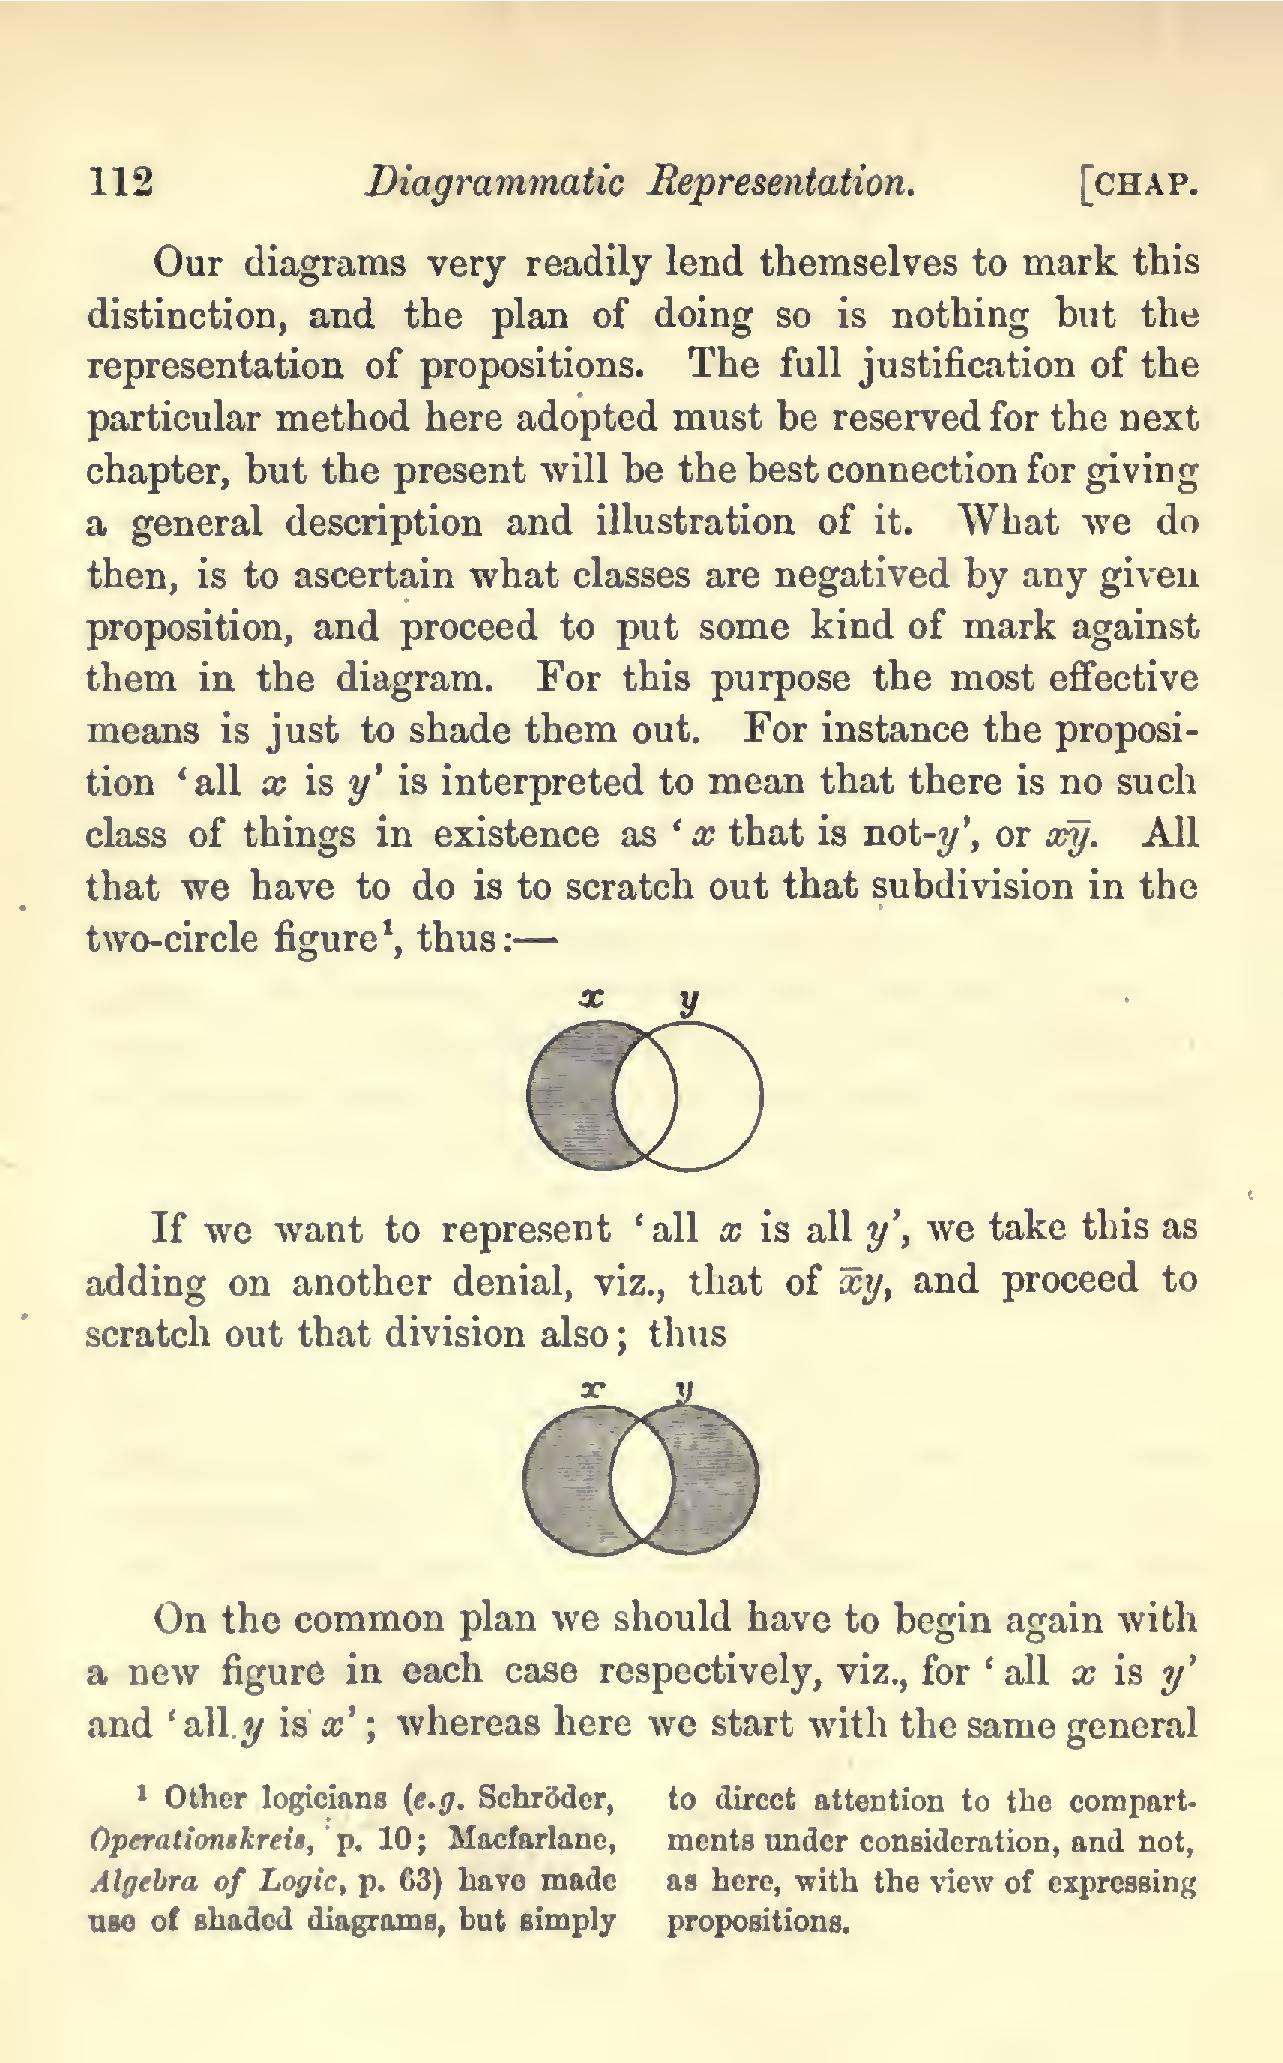 112 Diagrammatic Representation. [CHAP.
Our diagrams very readily lend themselves to mark this
distinction, and the plan of doing so is nothing but the
representation of propositions. The full justification of the
particular method here adopted must be reserved for the next
chapter, but the present will be the best connection for giving
a general description and illustration of it. What we do
then, is to ascertain what classes are negatived by any given
proposition, and proceed to put some kind of mark against
them in the diagram. For this purpose the most effective
means is just to shade them out. For instance the proposi-
tion ‘all x is y’ is interpreted to mean that there is no such
class of things in existence as ‘x that is not-y’, or xȳ. All
that we have to do is to scratch out that subdivision in the
two-circle figure¹, thus:—
x y
If we want to represent ‘all x is all y’, we take this as
adding on another denial, viz., that of x̄y, and proceed to
scratch out that division also; thus
x y
On the common plan we should have to begin again with
a new figure in each case respectively, viz., for ‘all x is y’
and ‘all y is x’; whereas here we start with the same general
¹ Other logicians (e.g. Schröder,
Operationskreis, p. 10; Macfarlane,
Algebra of Logic, p. 63) have made
use of shaded diagrams, but simply
to direct attention to the compart-
ments under consideration, and not,
as here, with the view of expressing
propositions.